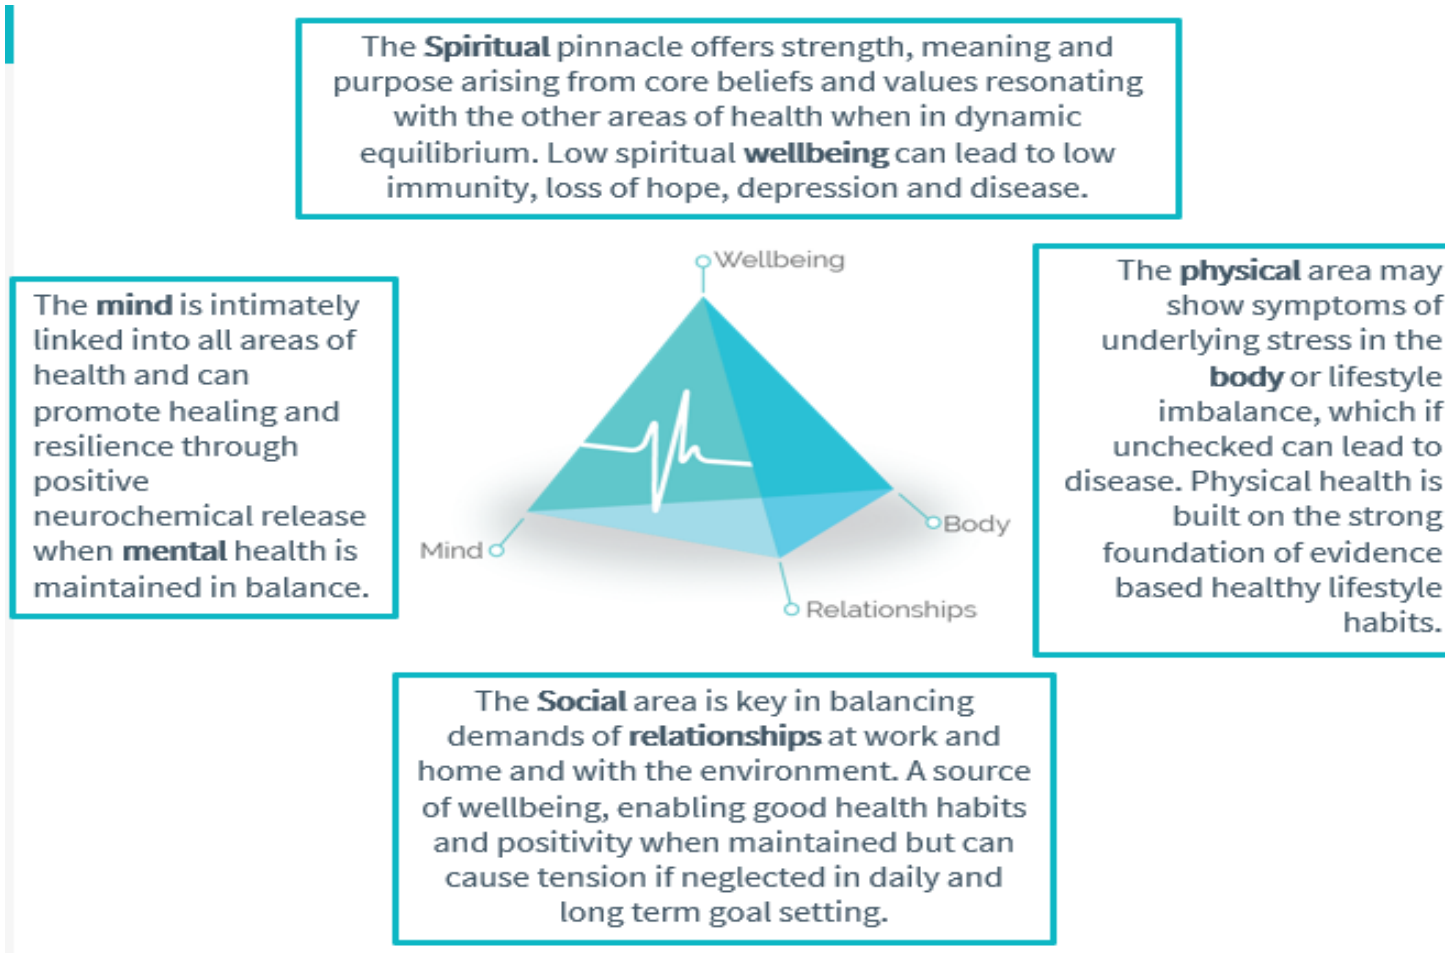 The Spiritual pinnacle offers strength, meaning and
purpose arising from core beliefs and values resonating
with the other areas of health when in dynamic
equilibrium. Low spiritual wellbeing can lead to low
immunity, loss of hope, depression and disease.
The mind is intimately
linked into all areas of
health and can
promote healing and
resilience through
positive
neurochemical release
when mental health is
maintained in balance.
Wellbeing
Mind
Body
Relationships
The physical area may
show symptoms of
underlying stress in the
body or lifestyle
imbalance, which if
unchecked can lead to
disease. Physical health is
built on the strong
foundation of evidence
based healthy lifestyle
habits.
The Social area is key in balancing
demands of relationships at work and
home and with the environment. A source
of wellbeing, enabling good health habits
and positivity when maintained but can
cause tension if neglected in daily and
long term goal setting.